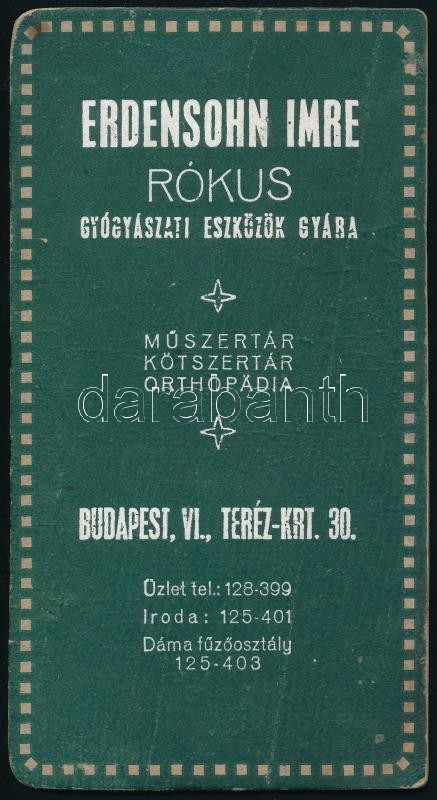 ERDENSOHN IMRE
RÓKUS
GYÓGYÁSZATI ESZKÖZÖK GYÁRA
MŰSZERTÁR
KÖTSZERTÁR
ORTHOPÄDIA
darabanth
BUDAPEST, VI., TERÉZ-KRT. 30.
Üzlet tel.: 128-399
Iroda: 125-401
Dáma fűzőosztály
125-403